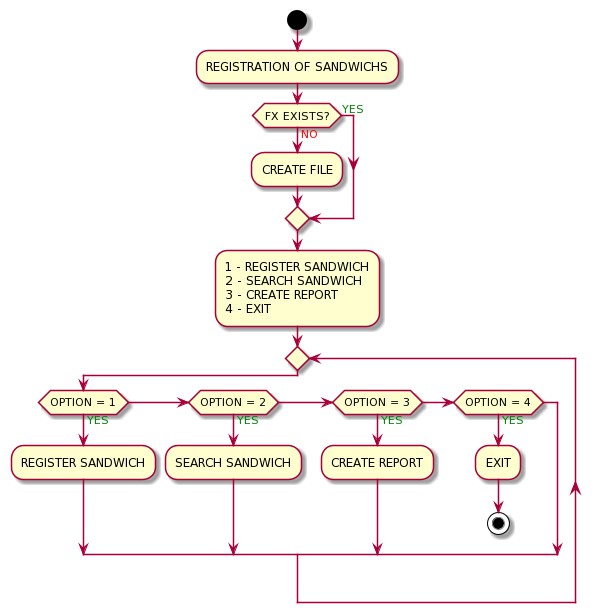 REGISTRATION OF SANDWICHS
FX EXISTS?
YES
NO
CREATE FILE
1 - REGISTER SANDWICH
2 - SEARCH SANDWICH
3 - CREATE REPORT
4 - EXIT
OPTION = 1
OPTION = 2
OPTION = 3
OPTION = 4
YES
YES
YES
YES
REGISTER SANDWICH
SEARCH SANDWICH
CREATE REPORT
EXIT